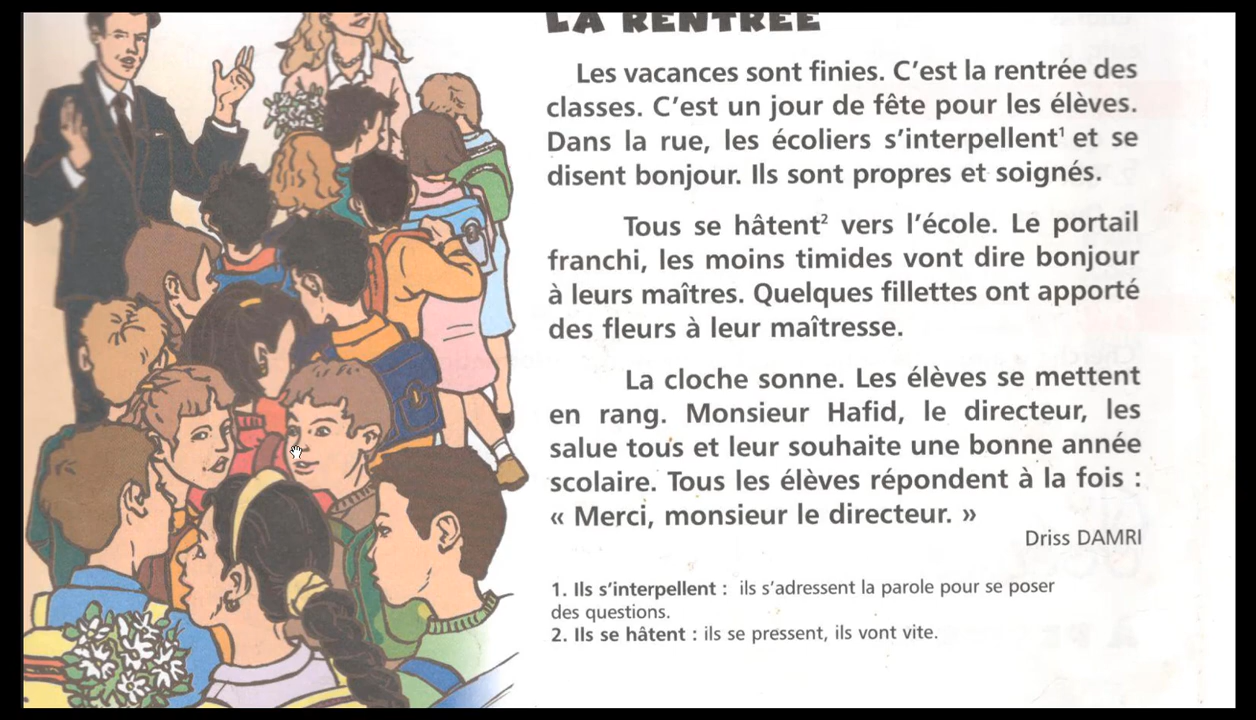 LA RENTRÉE
Les vacances sont finies. C'est la rentrée des
classes. C'est un jour de fête pour les élèves.
Dans la rue, les écoliers s'interpellent¹ et se
disent bonjour. Ils sont propres et soignés.
Tous se hâtent² vers l'école. Le portail
franchi, les moins timides vont dire bonjour
à leurs maîtres. Quelques fillettes ont apporté
des fleurs à leur maîtresse.
La cloche sonne. Les élèves se mettent
en rang. Monsieur Hafid, le directeur, les
salue tous et leur souhaite une bonne année
scolaire. Tous les élèves répondent à la fois :
« Merci, monsieur le directeur. »
Driss DAMRI
1. Ils s'interpellent : ils s'adressent la parole pour se poser
des questions.
2. Ils se hâtent : ils se pressent, ils vont vite.